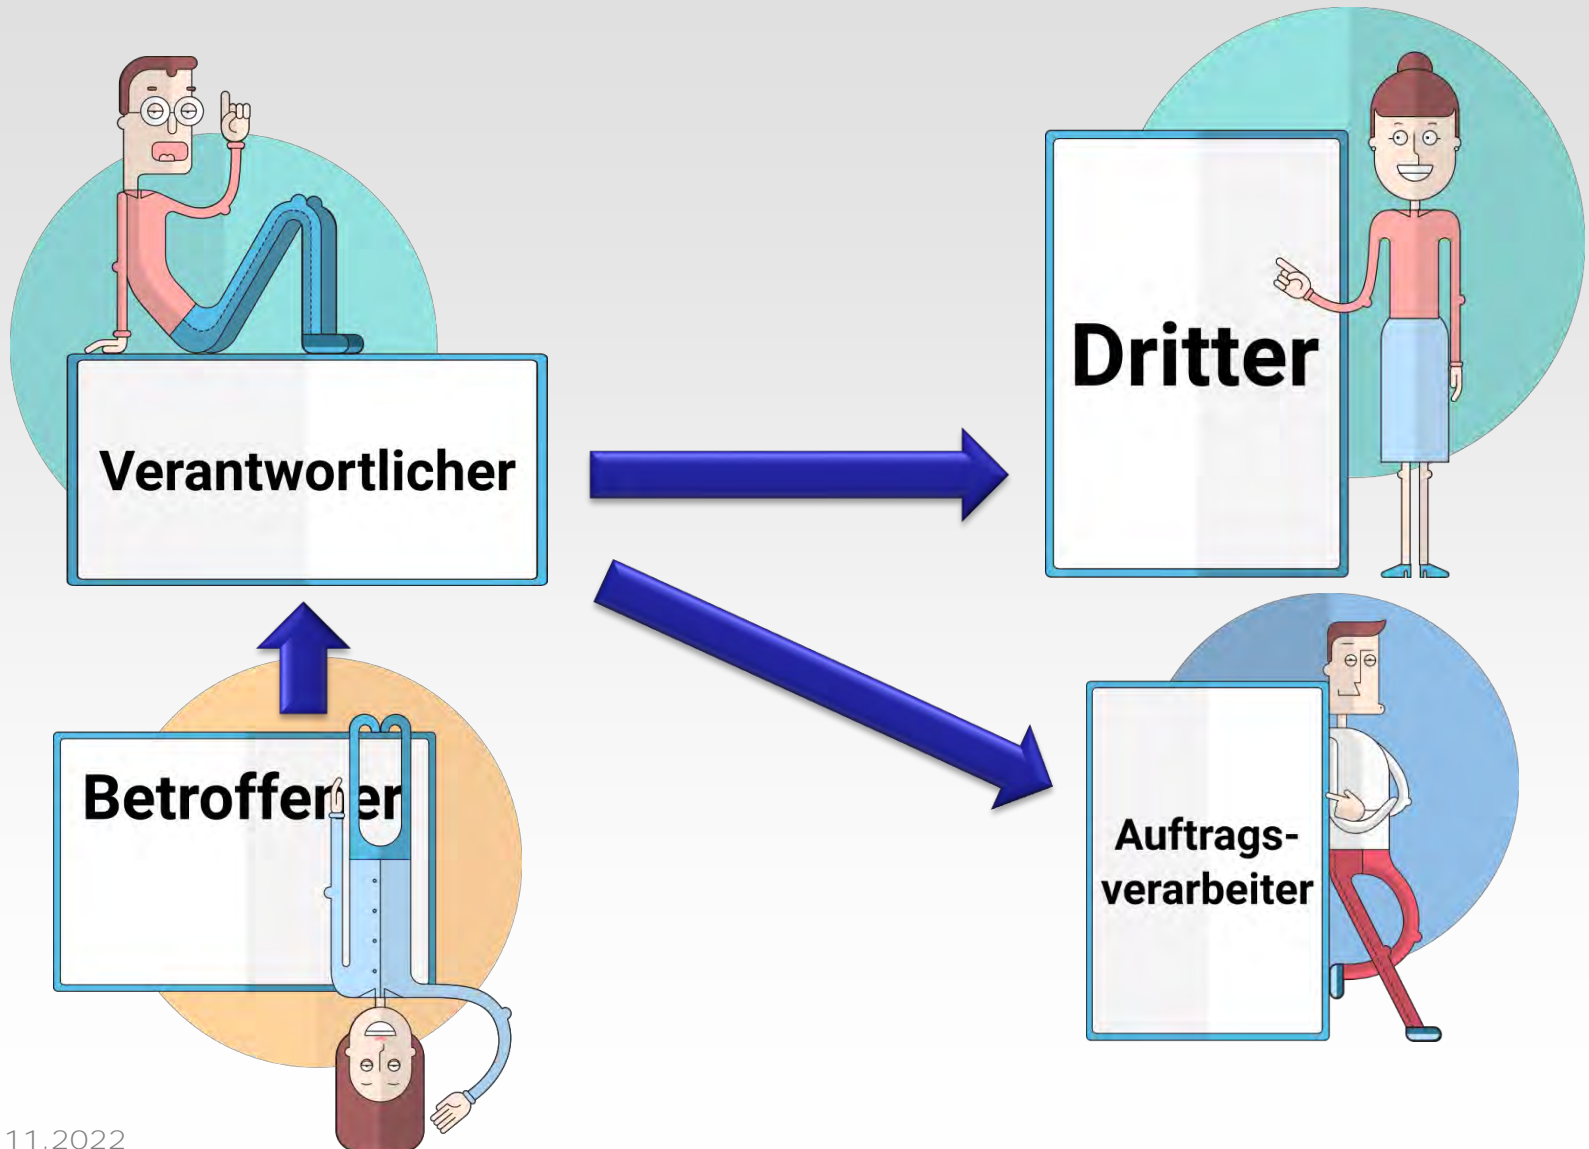 Dritter
Verantwortlicher
Betroffener
Auftrags-
verarbeiter
11.2022